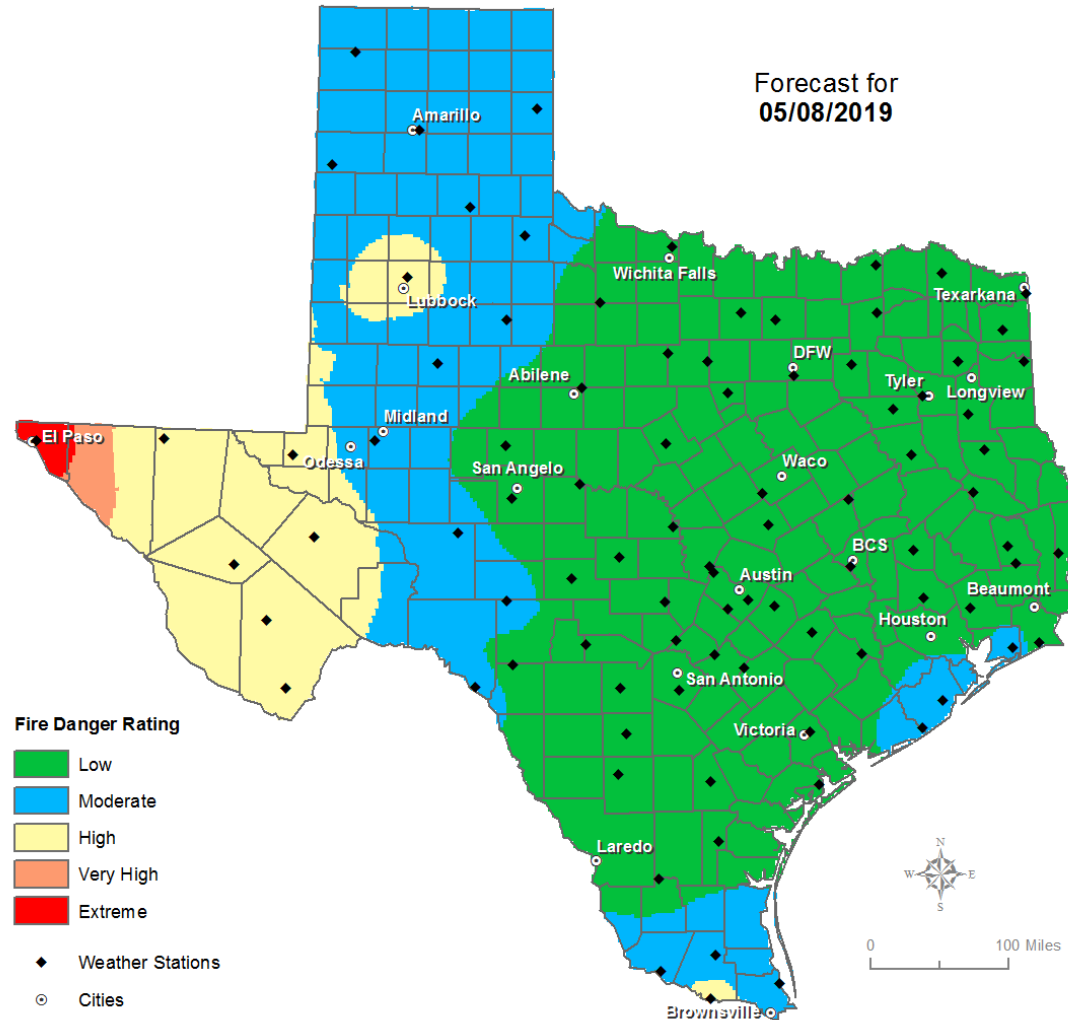 Forecast for
05/08/2019
Amarillo
Wichita Falls
Lubbock
Texarkana
DFW
Abilene
Tyler
Longview
Midland
El Paso
Odessa
San Angelo
Waco
BCS
Austin
Beaumont
Houston
San Antonio
Victoria
Laredo
Brownsville
Fire Danger Rating
Low
Moderate
High
Very High
Extreme
Weather Stations
Cities
N
W E
S
0 100 Miles